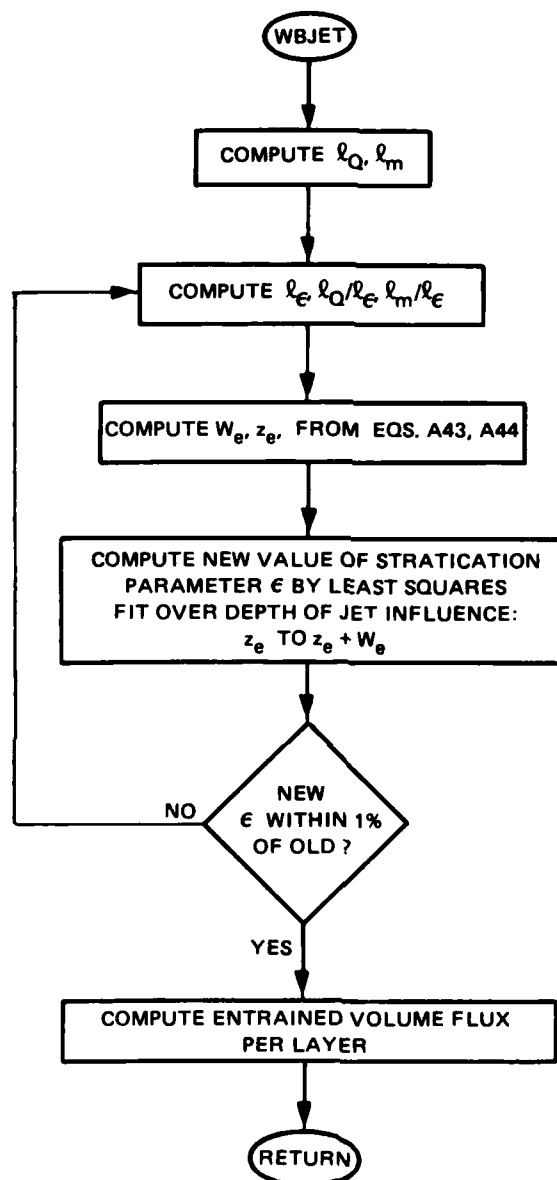 WBJET
COMPUTE ℓQ, ℓm
COMPUTE ℓϵ, ℓQ/ℓϵ, ℓm/ℓϵ
COMPUTE We, ze, FROM EQS. A43, A44
COMPUTE NEW VALUE OF STRATICATION
PARAMETER ϵ BY LEAST SQUARES
FIT OVER DEPTH OF JET INFLUENCE:
ze TO ze + We
NEW
ϵ WITHIN 1%
OF OLD ?
NO
YES
COMPUTE ENTRAINED VOLUME FLUX
PER LAYER
RETURN